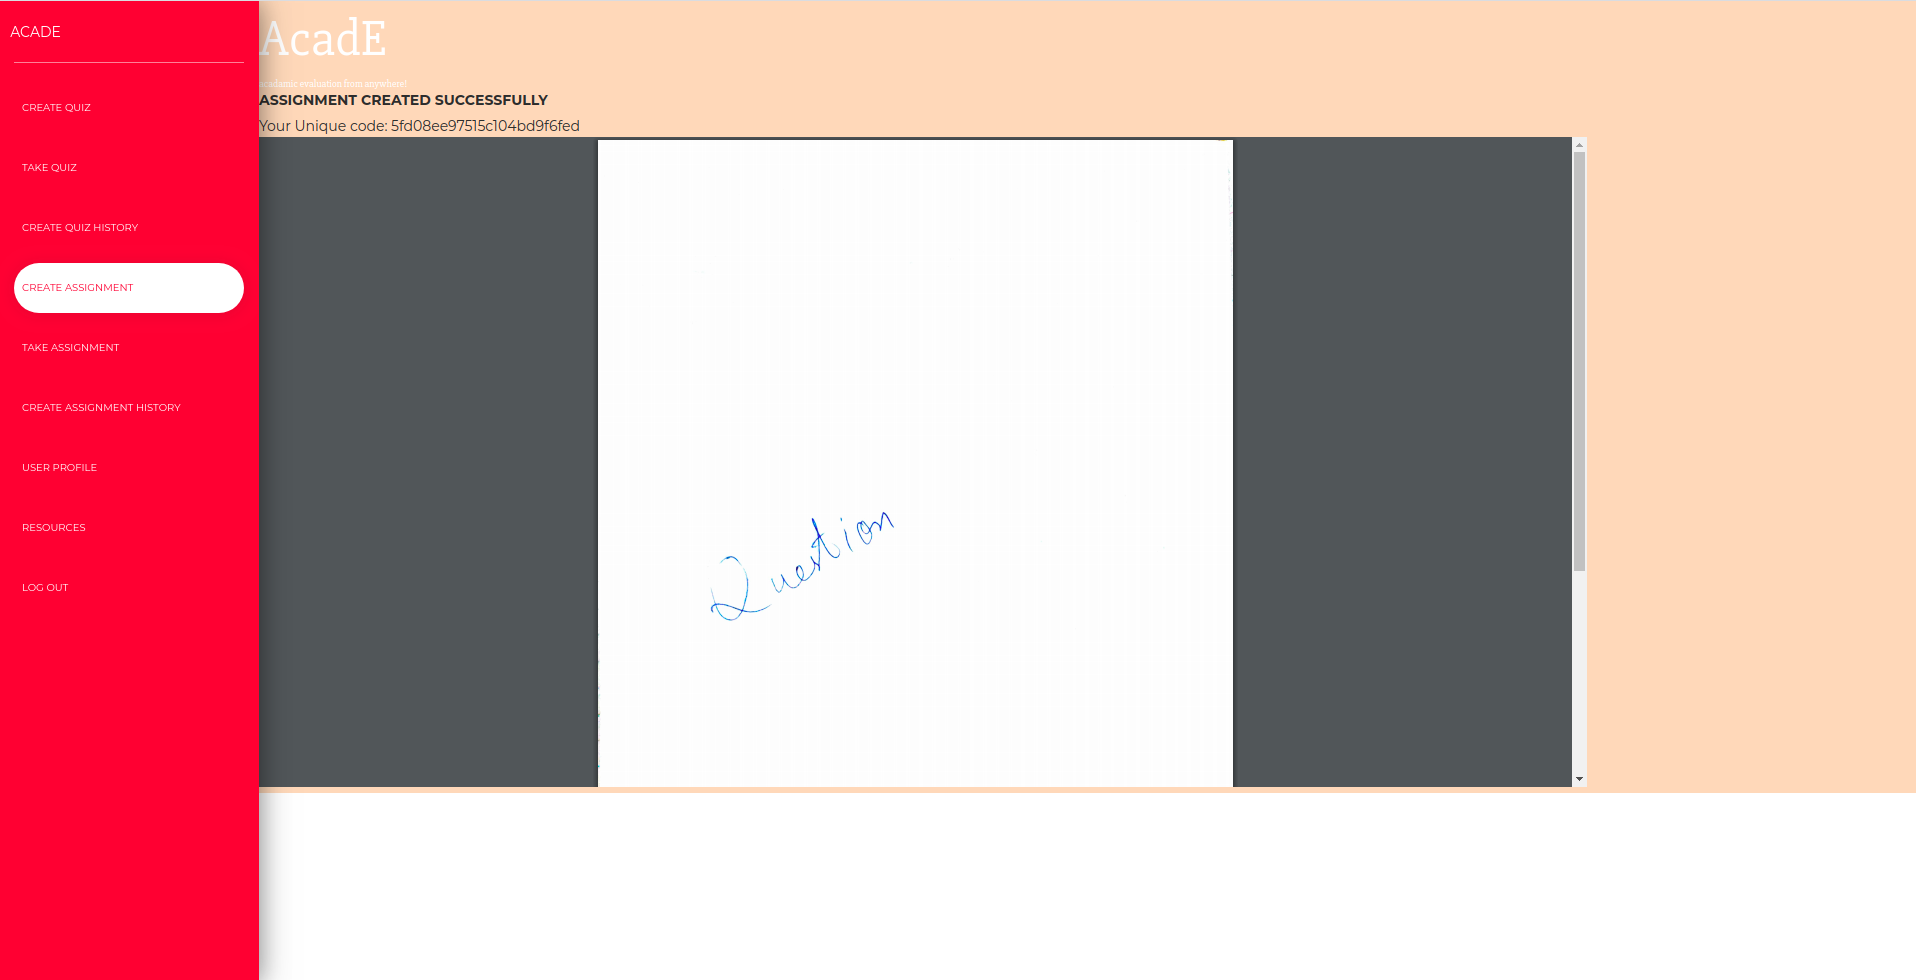 ACADE
CREATE QUIZ
TAKE QUIZ
CREATE QUIZ HISTORY
CREATE ASSIGNMENT
TAKE ASSIGNMENT
CREATE ASSIGNMENT HISTORY
USER PROFILE
RESOURCES
LOG OUT
AcadE
acadamic evaluation from anywhere!
ASSIGNMENT CREATED SUCCESSFULLY
Your Unique code: 5fd08ee97515c104bd9f6fed
Question